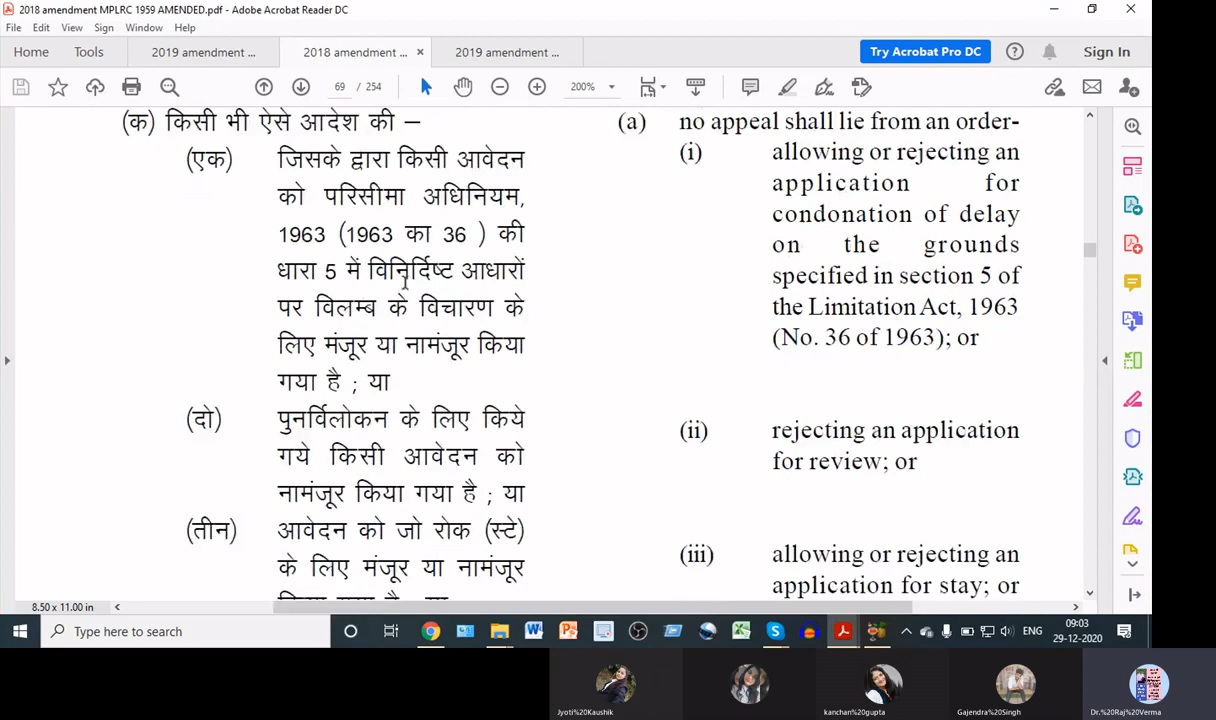 2018 amendment MPLRC 1959 AMENDED.pdf - Adobe Acrobat Reader DC
File Edit View Sign Window Help
Home Tools 2019 amendment ... 2018 amendment ... × 2019 amendment ... Try Acrobat Pro DC Sign In
69 / 254 200%
(क) किसी भी ऐसे आदेश की –
(एक) जिसके द्वारा किसी आवेदन
को परिसीमा अधिनियम,
1963 (1963 का 36 ) की
धारा 5 में विनिर्दिष्ट आधारों
पर विलम्ब के विचारण के
लिए मंजूर या नामंजूर किया
गया है ; या
(दो) पुनर्विलोकन के लिए किये
गये किसी आवेदन को
नामंजूर किया गया है ; या
(तीन) आवेदन को जो रोक (स्टे)
के लिए मंजूर या नामंजूर
(a) no appeal shall lie from an order-
(i) allowing or rejecting an
application for
condonation of delay
on the grounds
specified in section 5 of
the Limitation Act, 1963
(No. 36 of 1963); or
(ii) rejecting an application
for review; or
(iii) allowing or rejecting an
application for stay; or
8.50 x 11.00 in
Type here to search
ENG
09:03
29-12-2020
Jyoti%20Kaushik
kanchan%20gupta
Gajendra%20Singh
Dr.%20Raj%20Verma